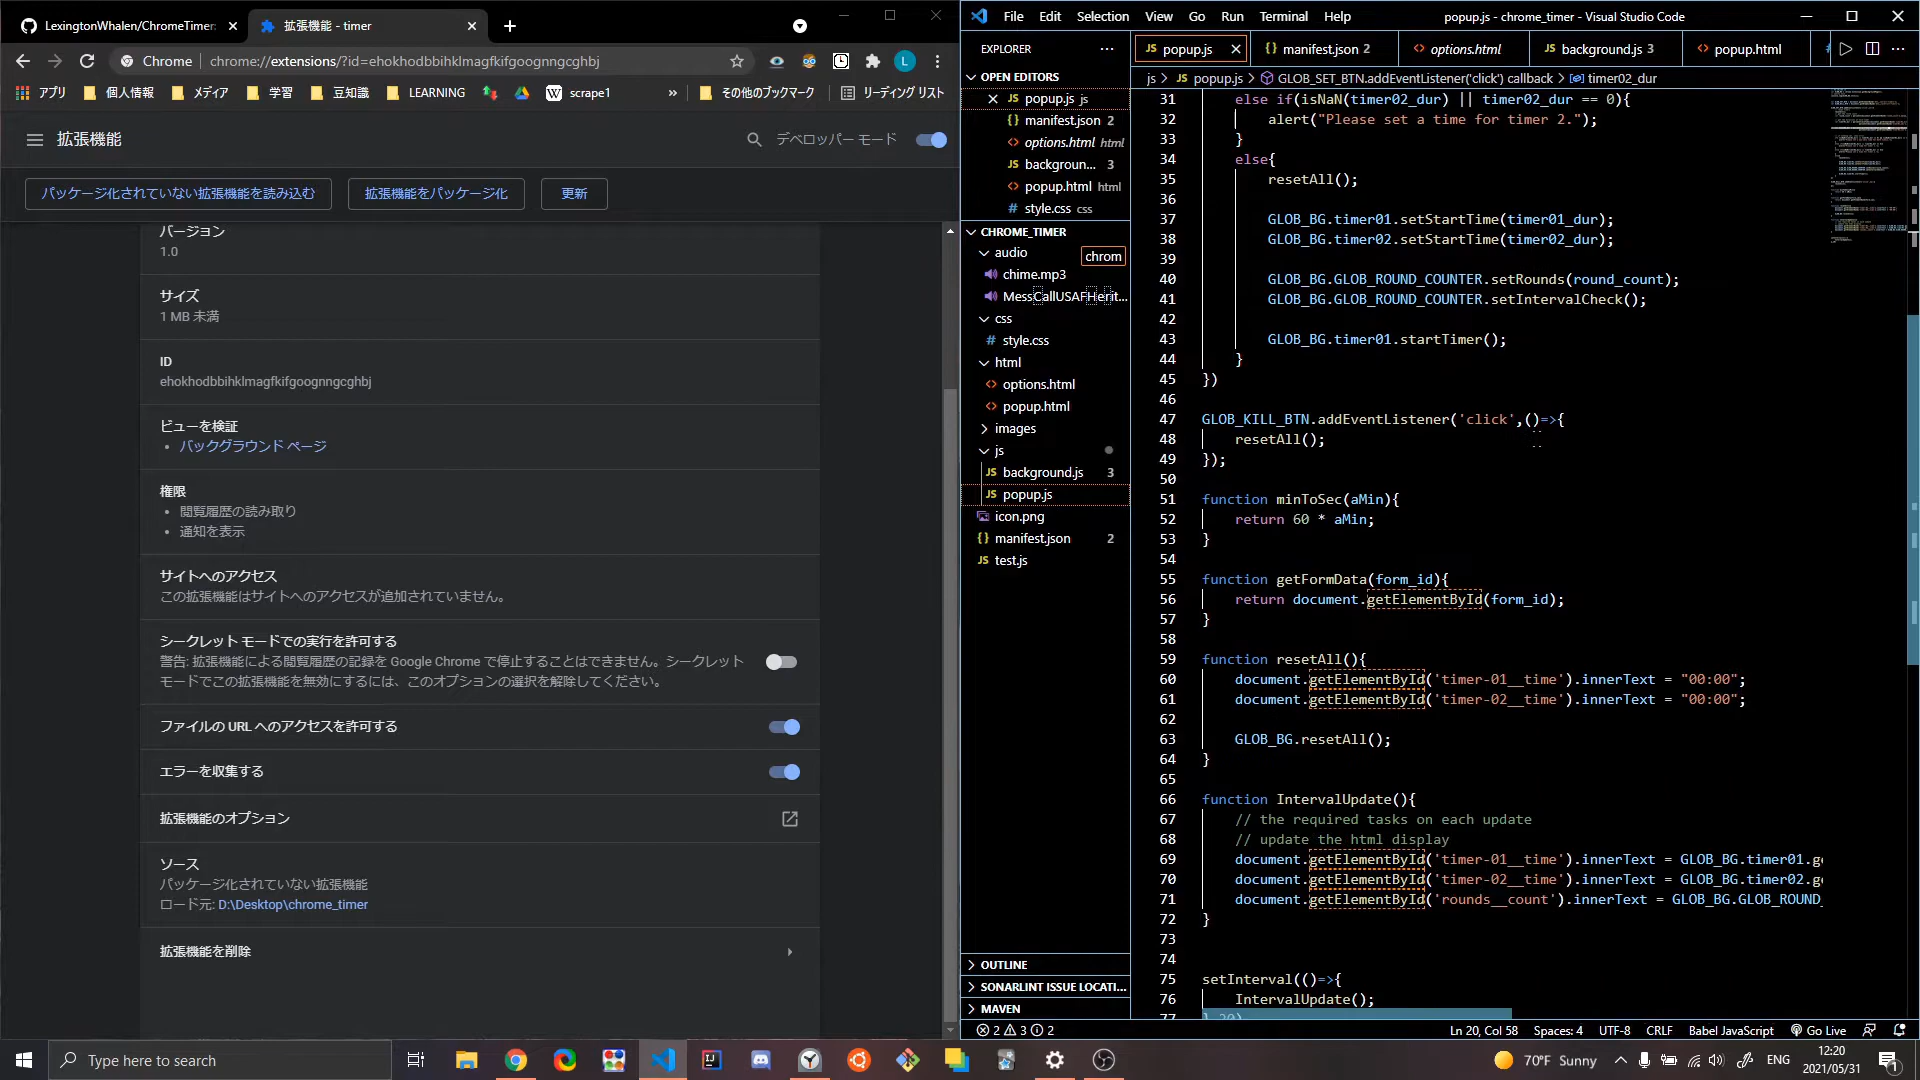 LexingtonWhalen/ChromeTimer
拡張機能 - timer
Chrome
chrome://extensions/?id=ehokhodbbihklmagfkifgoognngcghbj
L
アプリ
個人情報
メディア
学習
豆知識
LEARNING
scrape1
»
その他のブックマーク
リーディング リスト
拡張機能
デベロッパー モード
パッケージ化されていない拡張機能を読み込む
拡張機能をパッケージ化
更新
バージョン
1.0
サイズ
1 MB 未満
ID
ehokhodbbihklmagfkifgoognngcghbj
ビューを検証
• バックグラウンド ページ
権限
• 閲覧履歴の読み取り
• 通知を表示
サイトへのアクセス
この拡張機能はサイトへのアクセスが追加されていません。
シークレット モードでの実行を許可する
警告: 拡張機能による閲覧履歴の記録を Google Chrome で停止することはできません。シークレット
モードでこの拡張機能を無効にするには、このオプションの選択を解除してください。
ファイルの URL へのアクセスを許可する
エラーを収集する
拡張機能のオプション
ソース
パッケージ化されていない拡張機能
ロード元: D:\Desktop\chrome_timer
拡張機能を削除
File Edit Selection View Go Run Terminal Help
popup.js - chrome_timer - Visual Studio Code
EXPLORER
OPEN EDITORS
JS popup.js js
{} manifest.json 2
<> options.html html
JS backgroun... 3
<> popup.html html
# style.css css
CHROME_TIMER
audio
chrom
chime.mp3
MessCallUSAFHerit...
css
# style.css
html
<> options.html
<> popup.html
images
js
JS background.js 3
JS popup.js
icon.png
{} manifest.json 2
JS test.js
OUTLINE
SONARLINT ISSUE LOCATI...
MAVEN
JS popup.js
{} manifest.json 2
<> options.html
JS background.js 3
<> popup.html
#
js > JS popup.js > GLOB_SET_BTN.addEventListener('click') callback > timer02_dur
31 else if(isNaN(timer02_dur) || timer02_dur == 0){
32 alert("Please set a time for timer 2.");
33 }
34 else{
35 resetAll();
36
37 GLOB_BG.timer01.setStartTime(timer01_dur);
38 GLOB_BG.timer02.setStartTime(timer02_dur);
39
40 GLOB_BG.GLOB_ROUND_COUNTER.setRounds(round_count);
41 GLOB_BG.GLOB_ROUND_COUNTER.setIntervalCheck();
42
43 GLOB_BG.timer01.startTimer();
44 }
45 })
46
47 GLOB_KILL_BTN.addEventListener('click',()=>{
48 resetAll();
49 });
50
51 function minToSec(aMin){
52 return 60 * aMin;
53 }
54
55 function getFormData(form_id){
56 return document.getElementById(form_id);
57 }
58
59 function resetAll(){
60 document.getElementById('timer-01__time').innerText = "00:00";
61 document.getElementById('timer-02__time').innerText = "00:00";
62
63 GLOB_BG.resetAll();
64 }
65
66 function IntervalUpdate(){
67 // the required tasks on each update
68 // update the html display
69 document.getElementById('timer-01__time').innerText = GLOB_BG.timer01.ge
70 document.getElementById('timer-02__time').innerText = GLOB_BG.timer02.ge
71 document.getElementById('rounds__count').innerText = GLOB_BG.GLOB_ROUND_
72 }
73
74
75 setInterval(()=>{
76 IntervalUpdate();
77 },20)
2 3 2
Ln 20, Col 58 Spaces: 4 UTF-8 CRLF Babel JavaScript Go Live
Type here to search
70°F Sunny
ENG
12:20
2021/05/31
1